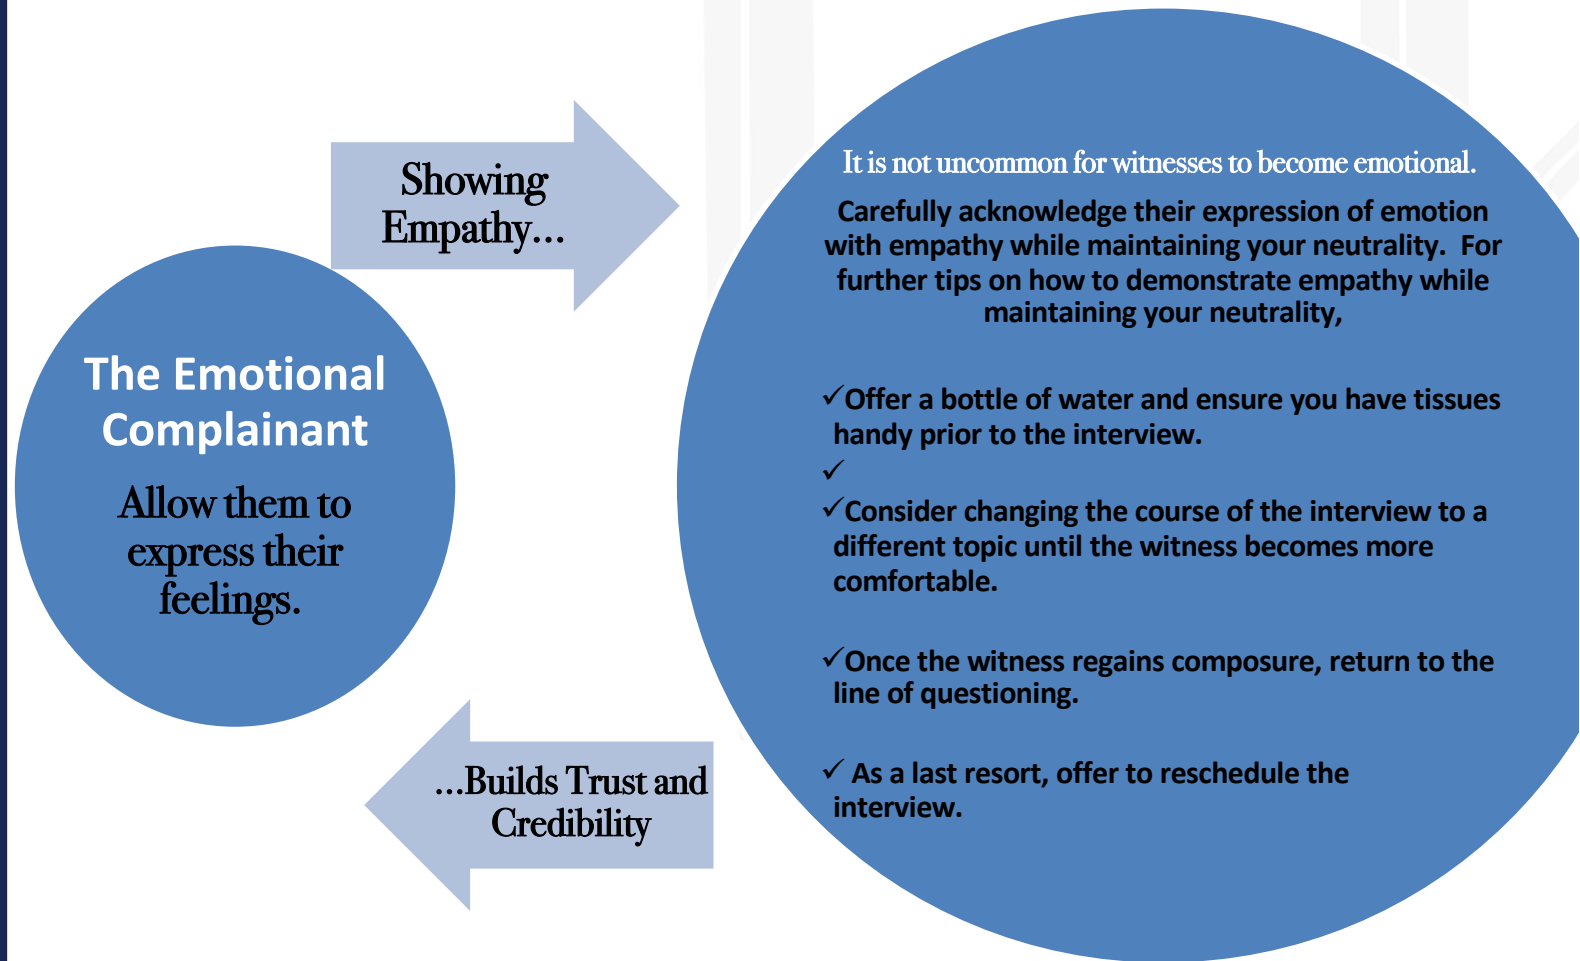 The Emotional
Complainant
Allow them to
express their
feelings.
Showing
Empathy...
It is not uncommon for witnesses to become emotional.
Carefully acknowledge their expression of emotion
with empathy while maintaining your neutrality.  For
further tips on how to demonstrate empathy while
maintaining your neutrality,
✓Offer a bottle of water and ensure you have tissues
handy prior to the interview.
✓
✓Consider changing the course of the interview to a
different topic until the witness becomes more
comfortable.
✓Once the witness regains composure, return to the
line of questioning.
✓ As a last resort, offer to reschedule the
interview.
...Builds Trust and
Credibility